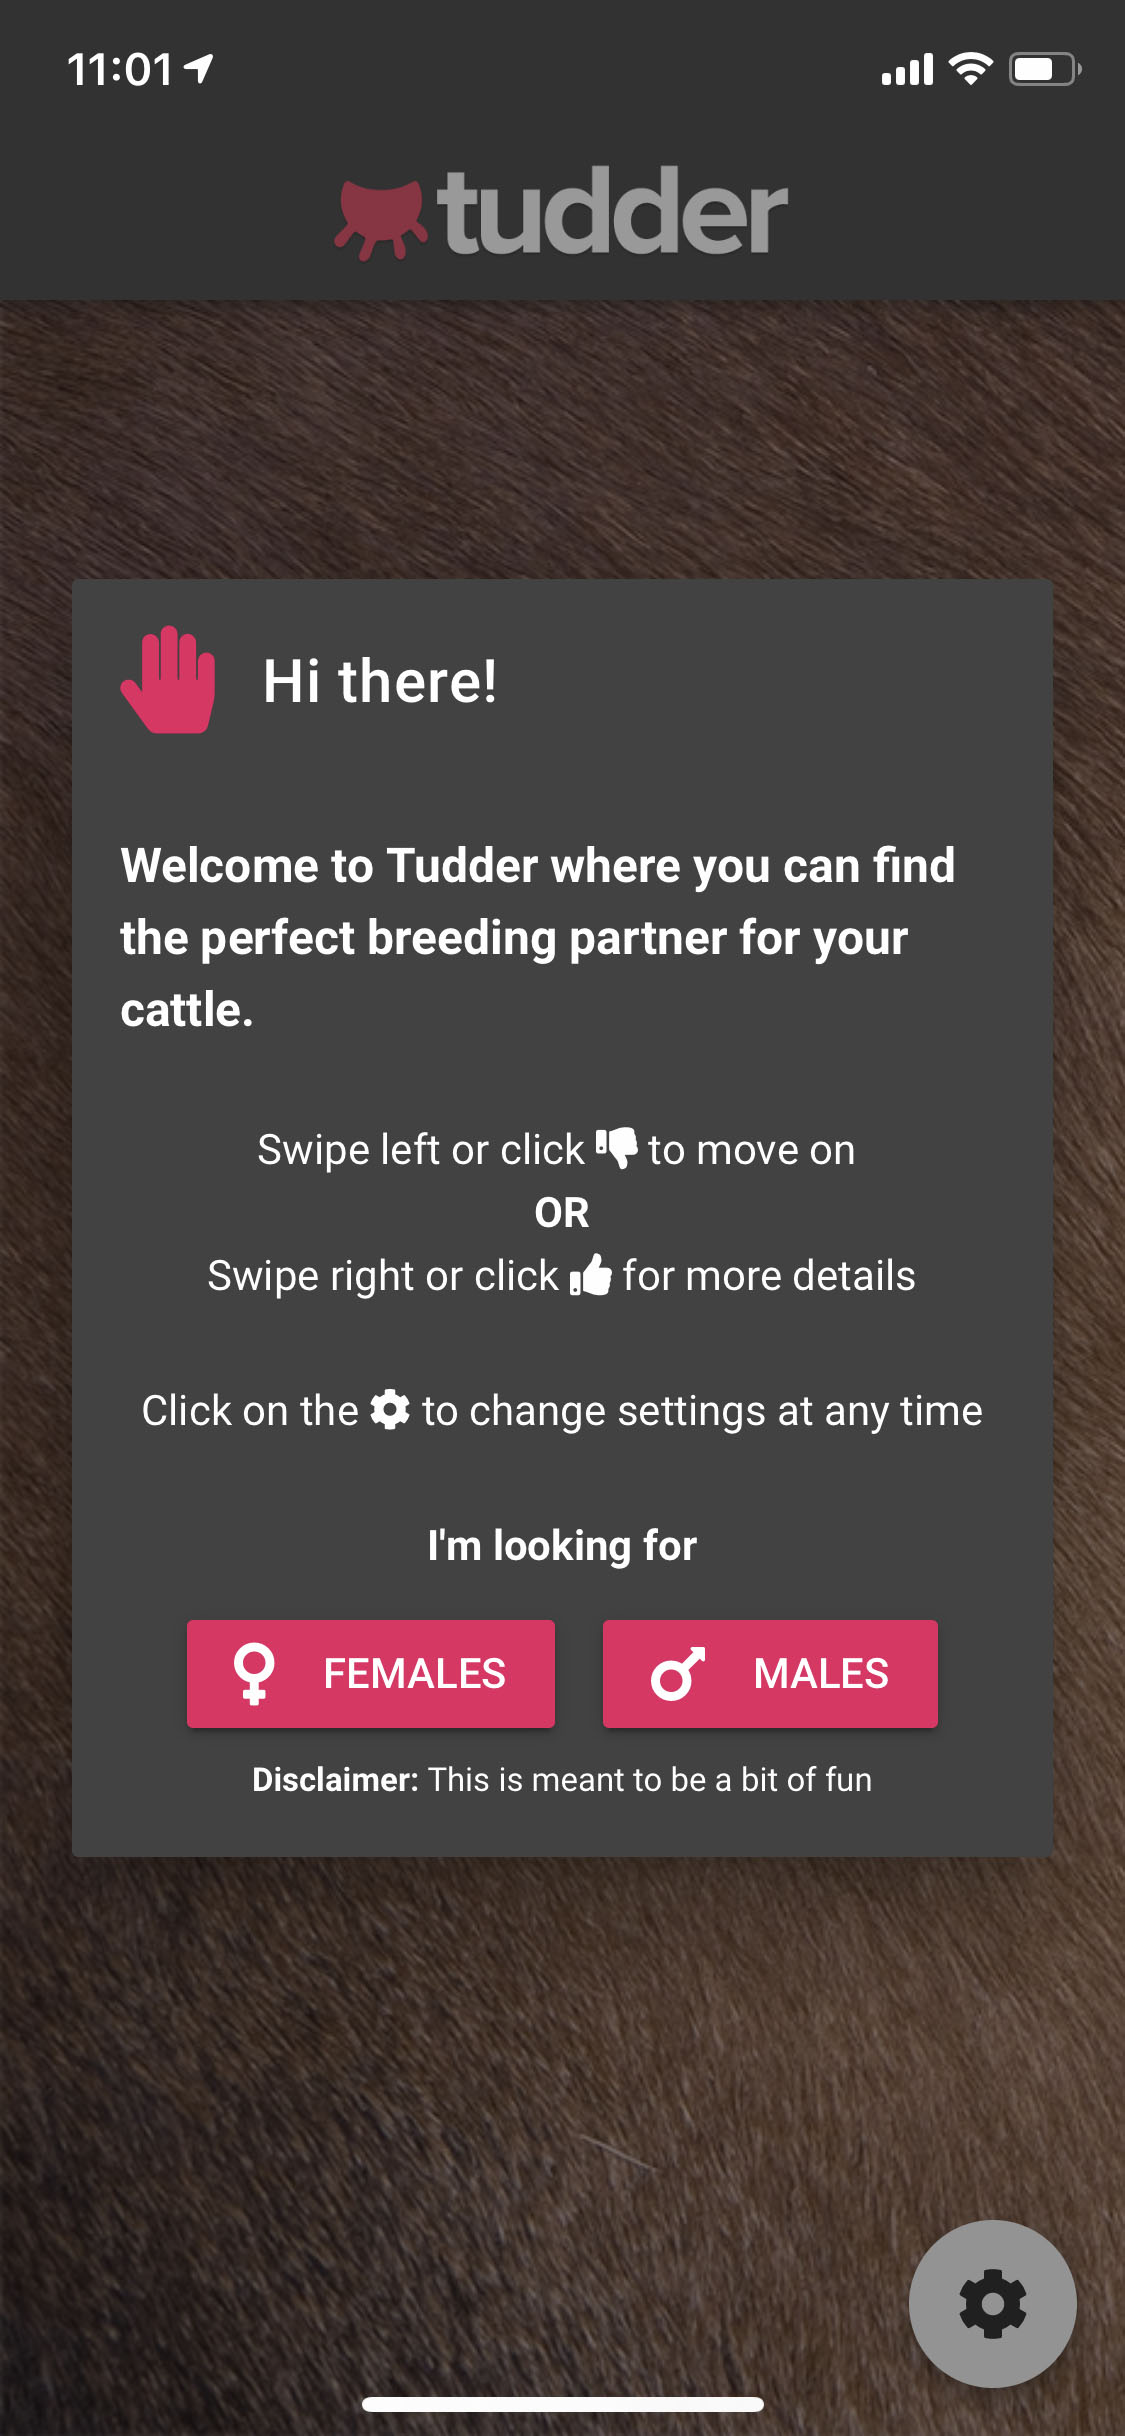 11:01
tudder
Hi there!
Welcome to Tudder where you can find
the perfect breeding partner for your
cattle.
Swipe left or click to move on
OR
Swipe right or click for more details
Click on the to change settings at any time
I'm looking for
FEMALES MALES
Disclaimer: This is meant to be a bit of fun